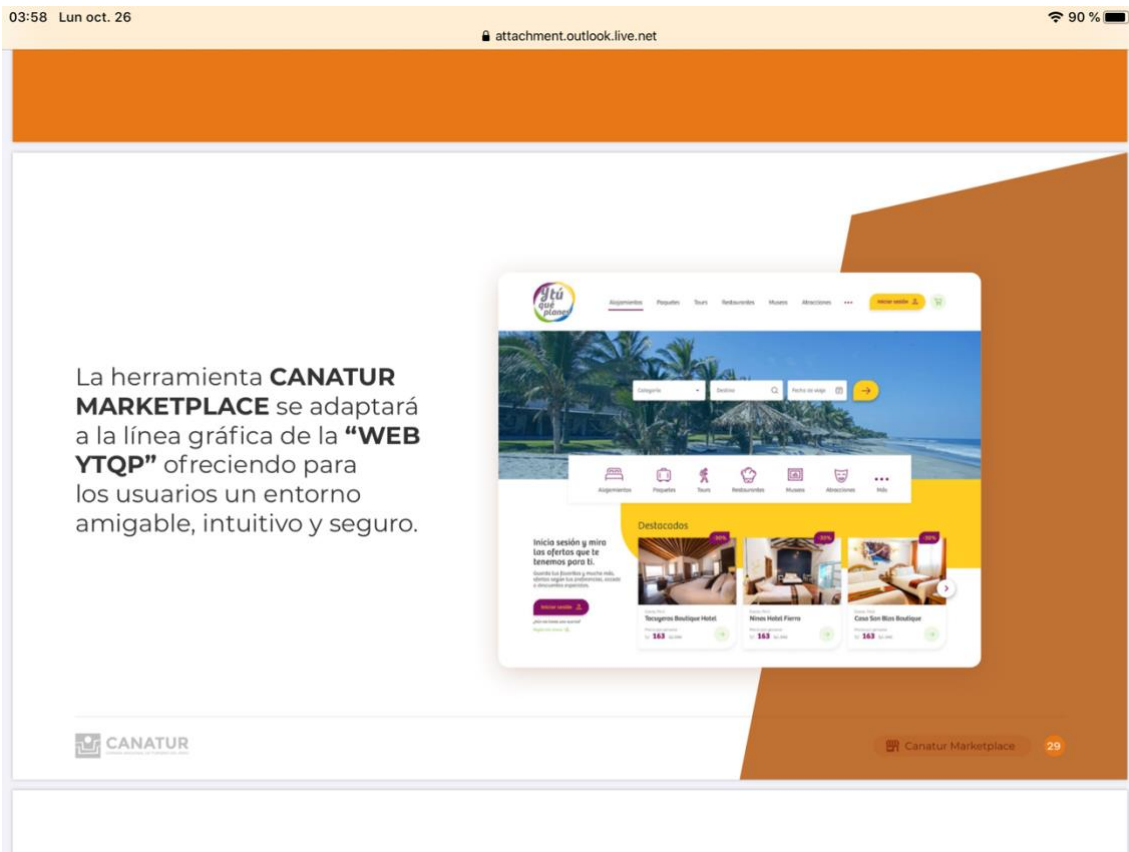 03:58 Lun oct. 26
90 %
attachment.outlook.live.net
La herramienta CANATUR
MARKETPLACE se adaptará
a la línea gráfica de la “WEB
YTQP” ofreciendo para
los usuarios un entorno
amigable, intuitivo y seguro.
y tú
qué
planes
Alojamientos Paquetes Tours Restaurantes Museos Atracciones
Iniciar sesión
Categoría Destino Fecha de viaje
Alojamientos Paquetes Tours Restaurantes Museos Atracciones Más
Destacados
Inicia sesión y mira
las ofertas que te
tenemos para ti.
Iniciar sesión
Tacuyeros Boutique Hotel
163
Ninos Hotel Fierro
163
Casa San Blas Boutique
163
CANATUR
Canatur Marketplace 29